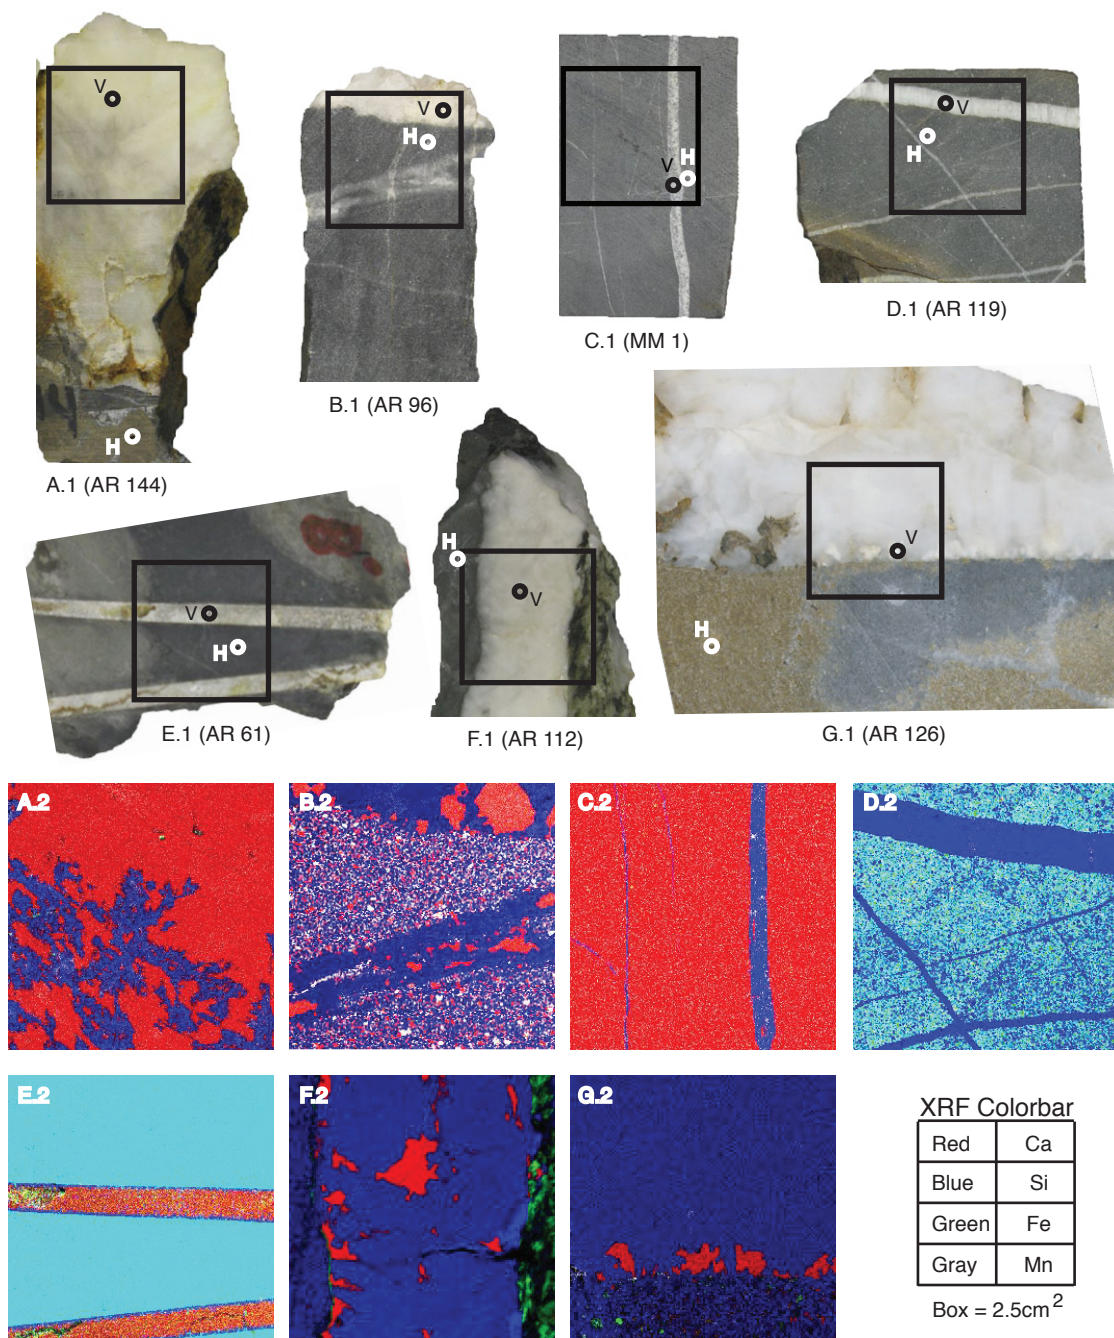 V
H
A.1 (AR 144)
V
H
B.1 (AR 96)
V
H
C.1 (MM 1)
V
H
D.1 (AR 119)
V
H
E.1 (AR 61)
H
V
F.1 (AR 112)
V
H
G.1 (AR 126)
A.2
B.2
C.2
D.2
E.2
F.2
G.2
XRF Colorbar
Red Ca
Blue Si
Green Fe
Gray Mn
Box = 2.5cm²